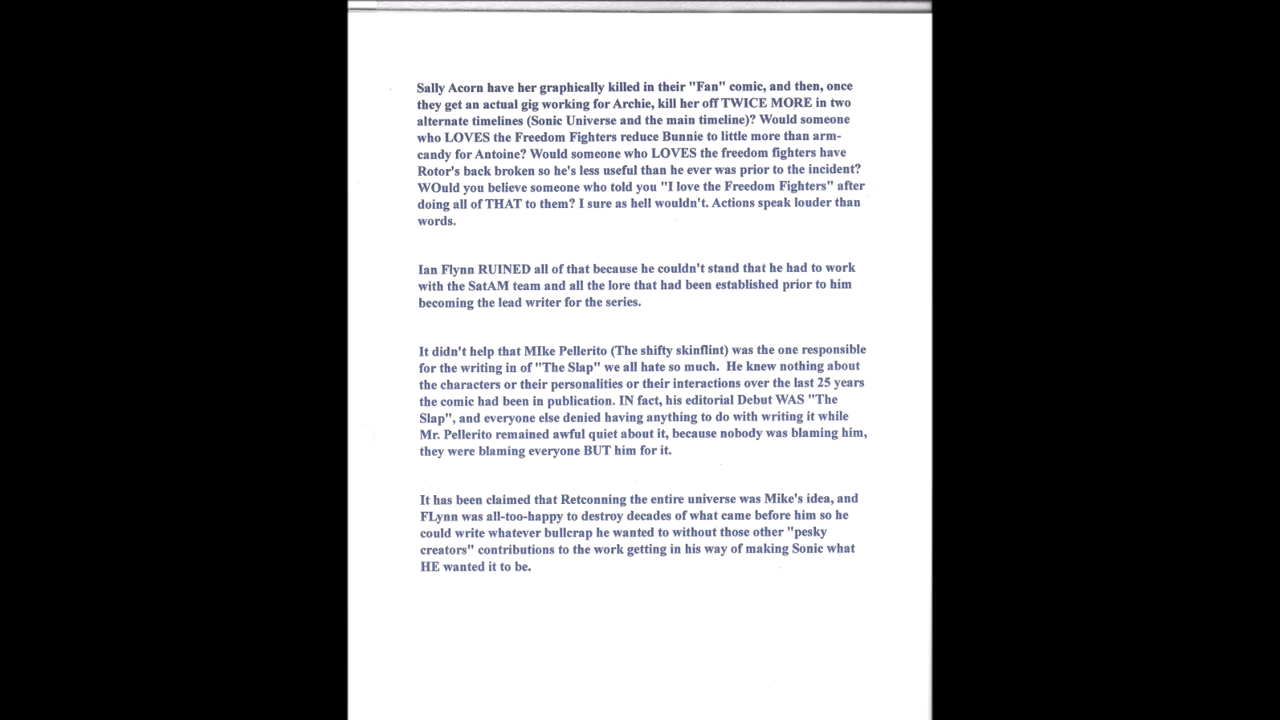 Sally Acorn have her graphically killed in their "Fan" comic, and then, once
they get an actual gig working for Archie, kill her off TWICE MORE in two
alternate timelines (Sonic Universe and the main timeline)? Would someone
who LOVES the Freedom Fighters reduce Bunnie to little more than arm-
candy for Antoine? Would someone who LOVES the freedom fighters have
Rotor's back broken so he's less useful than he ever was prior to the incident?
WOuld you believe someone who told you "I love the Freedom Fighters" after
doing all of THAT to them? I sure as hell wouldn't. Actions speak louder than
words.
Ian Flynn RUINED all of that because he couldn't stand that he had to work
with the SatAM team and all the lore that had been established prior to him
becoming the lead writer for the series.
It didn't help that MIke Pellerito (The shifty skinflint) was the one responsible
for the writing in of "The Slap" we all hate so much. He knew nothing about
the characters or their personalities or their interactions over the last 25 years
the comic had been in publication. IN fact, his editorial Debut WAS "The
Slap", and everyone else denied having anything to do with writing it while
Mr. Pellerito remained awful quiet about it, because nobody was blaming him,
they were blaming everyone BUT him for it.
It has been claimed that Retconning the entire universe was Mike's idea, and
FLynn was all-too-happy to destroy decades of what came before him so he
could write whatever bullcrap he wanted to without those other "pesky
creators" contributions to the work getting in his way of making Sonic what
HE wanted it to be.